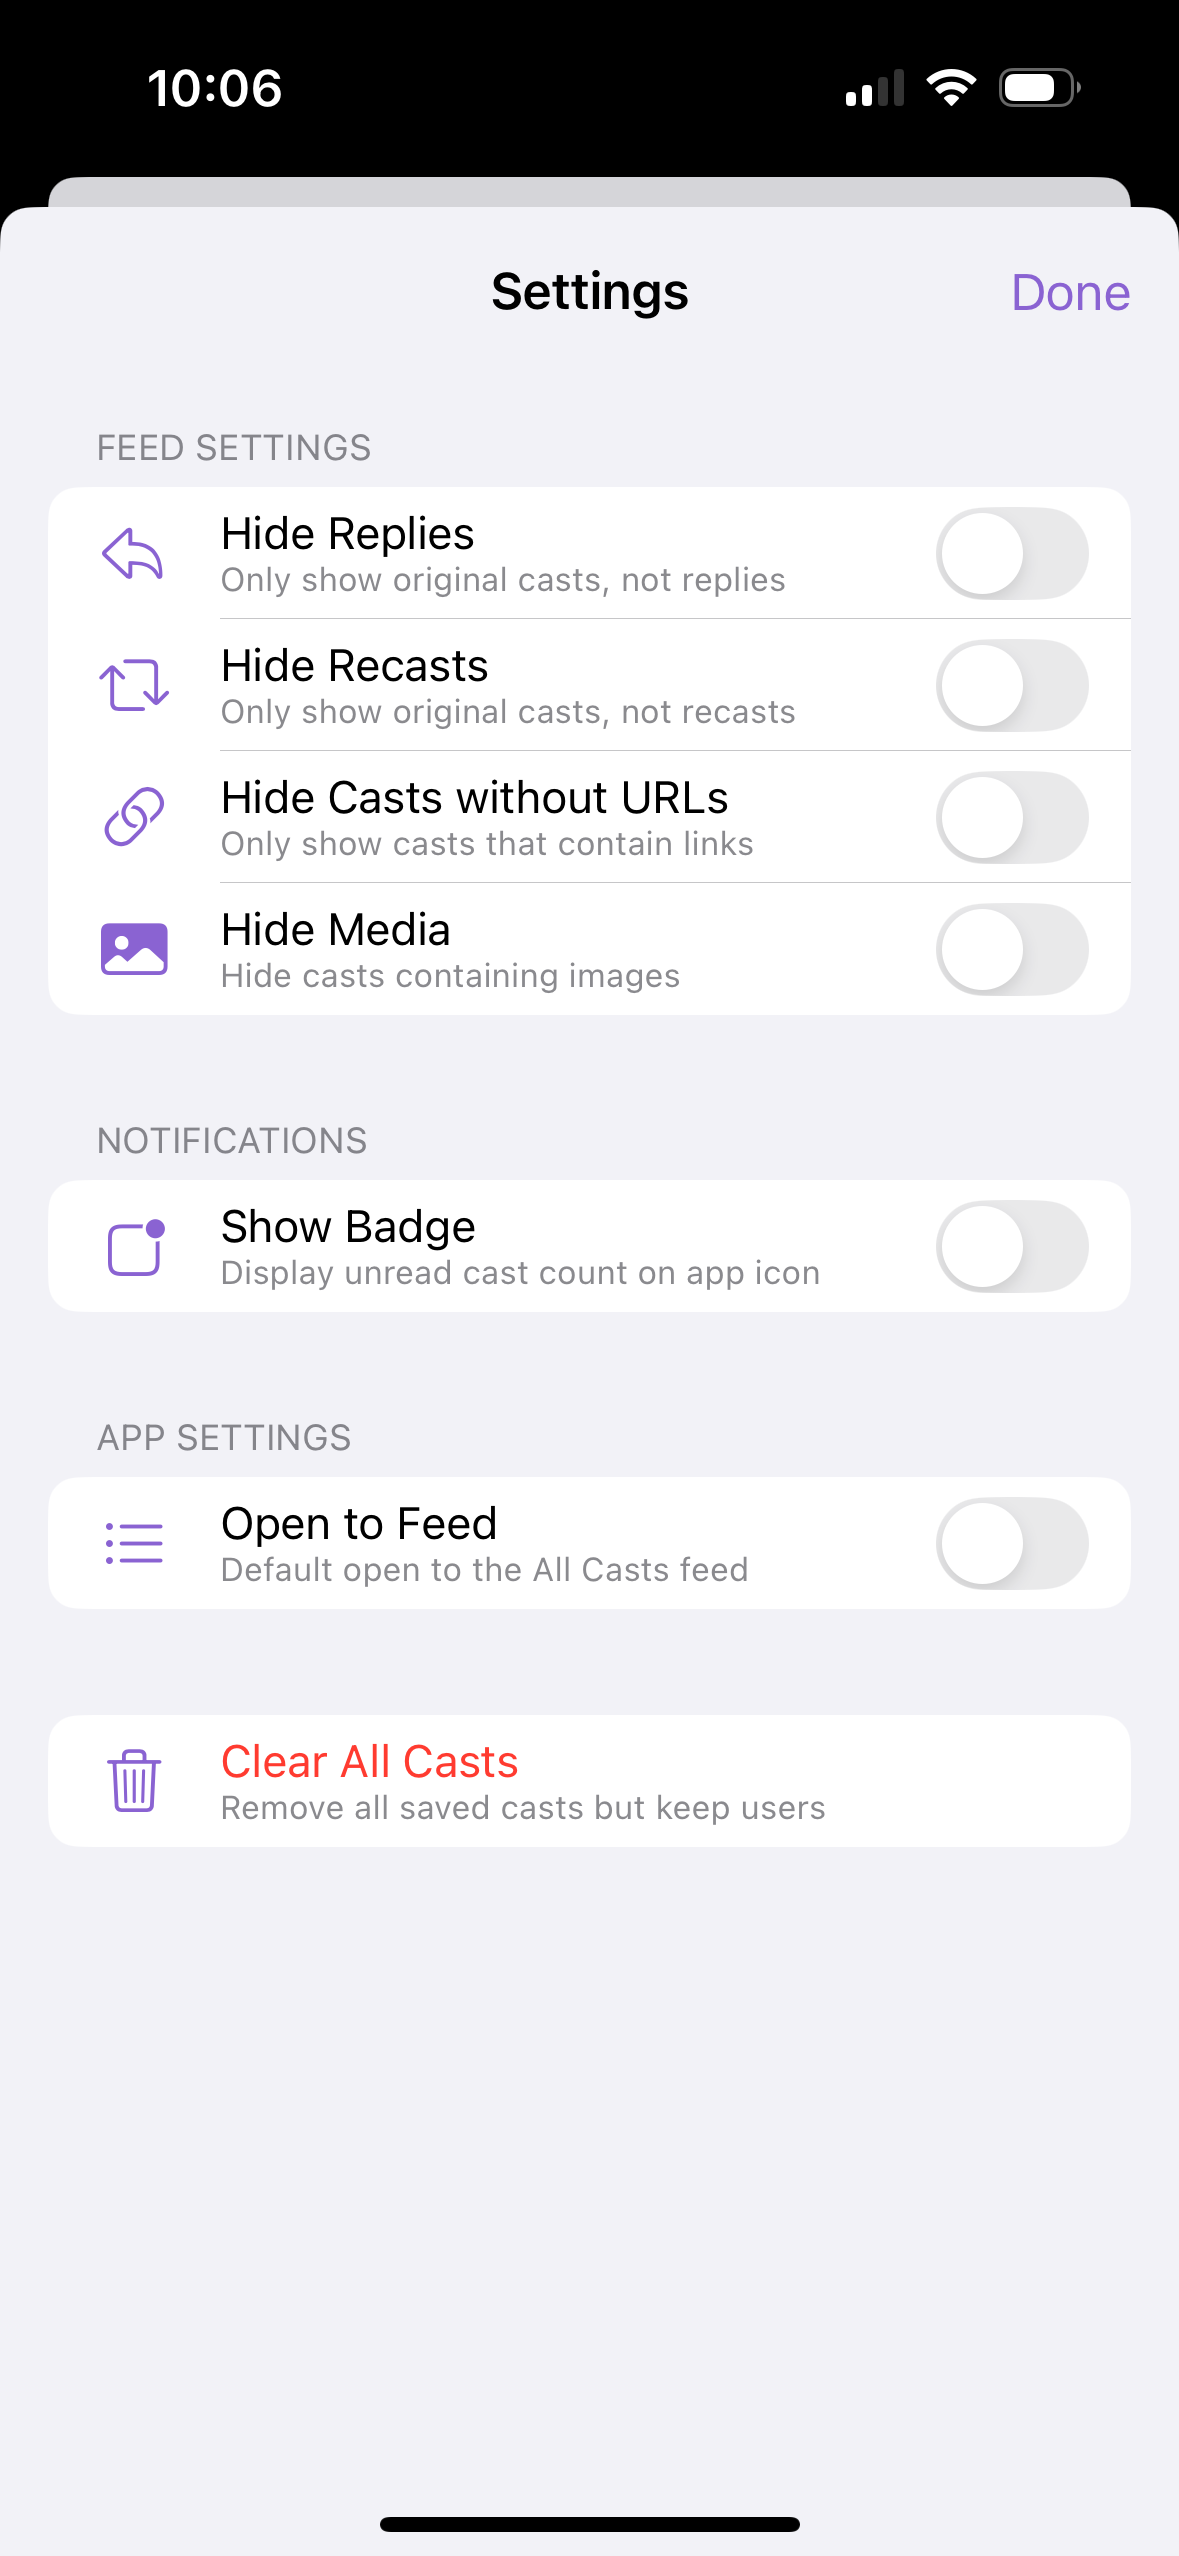 10:06
Settings
Done
FEED SETTINGS
Hide Replies
Only show original casts, not replies
Hide Recasts
Only show original casts, not recasts
Hide Casts without URLs
Only show casts that contain links
Hide Media
Hide casts containing images
NOTIFICATIONS
Show Badge
Display unread cast count on app icon
APP SETTINGS
Open to Feed
Default open to the All Casts feed
Clear All Casts
Remove all saved casts but keep users